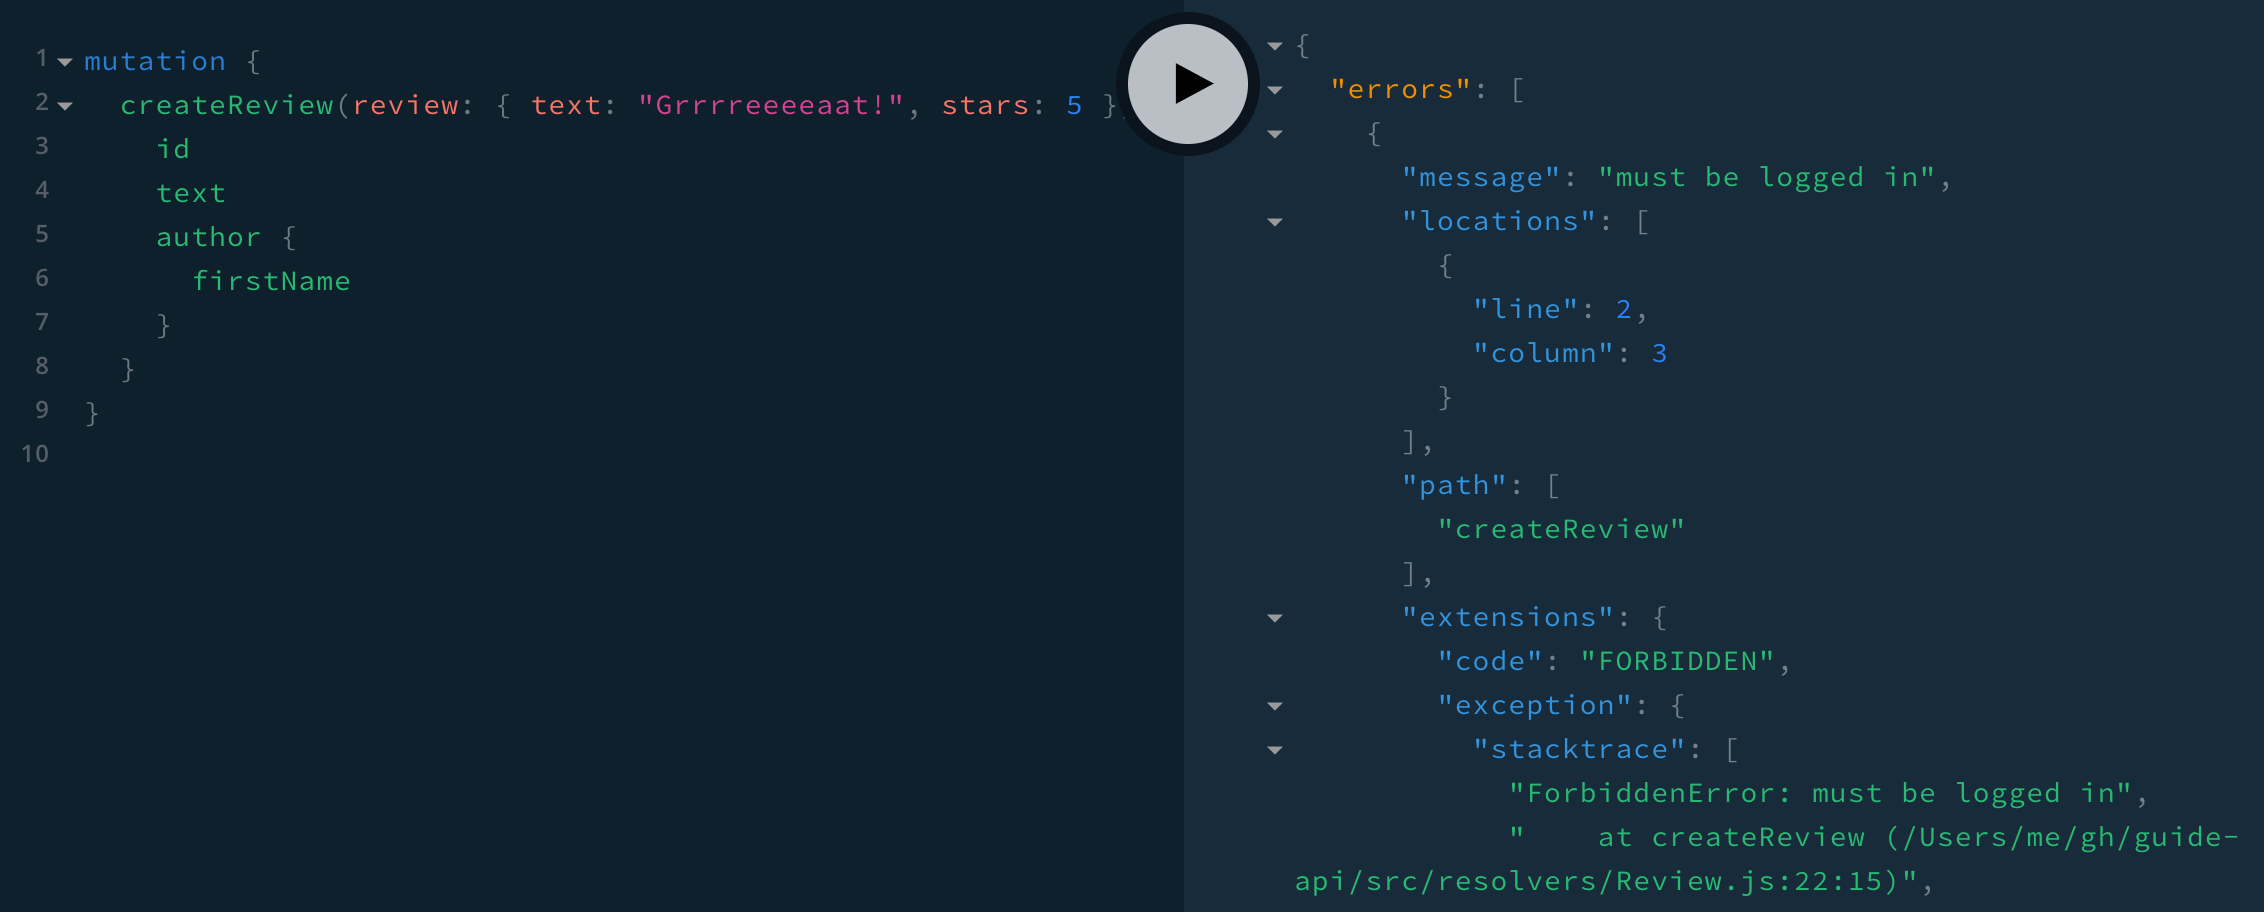 1 mutation {
2 createReview(review: { text: "Grrrreeeeaat!", stars: 5 }
3 id
4 text
5 author {
6 firstName
7 }
8 }
9 }
10
{
"errors": [
{
"message": "must be logged in",
"locations": [
{
"line": 2,
"column": 3
}
],
"path": [
"createReview"
],
"extensions": {
"code": "FORBIDDEN",
"exception": {
"stacktrace": [
"ForbiddenError: must be logged in",
"    at createReview (/Users/me/gh/guide-
api/src/resolvers/Review.js:22:15)",